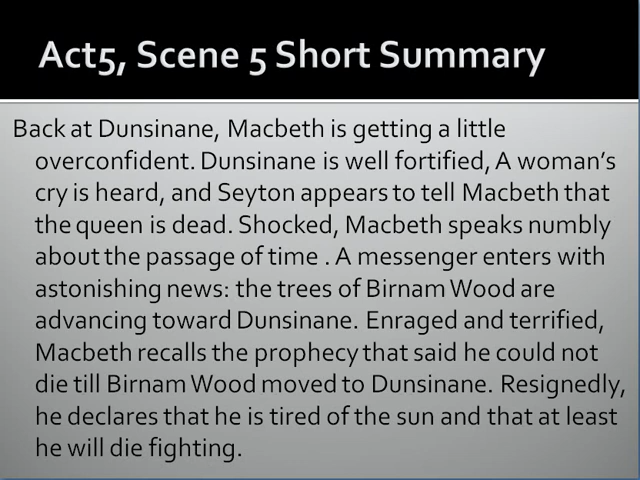 Act5, Scene 5 Short Summary
Back at Dunsinane, Macbeth is getting a little
overconfident. Dunsinane is well fortified, A woman's
cry is heard, and Seyton appears to tell Macbeth that
the queen is dead. Shocked, Macbeth speaks numbly
about the passage of time . A messenger enters with
astonishing news: the trees of Birnam Wood are
advancing toward Dunsinane. Enraged and terrified,
Macbeth recalls the prophecy that said he could not
die till Birnam Wood moved to Dunsinane. Resignedly,
he declares that he is tired of the sun and that at least
he will die fighting.